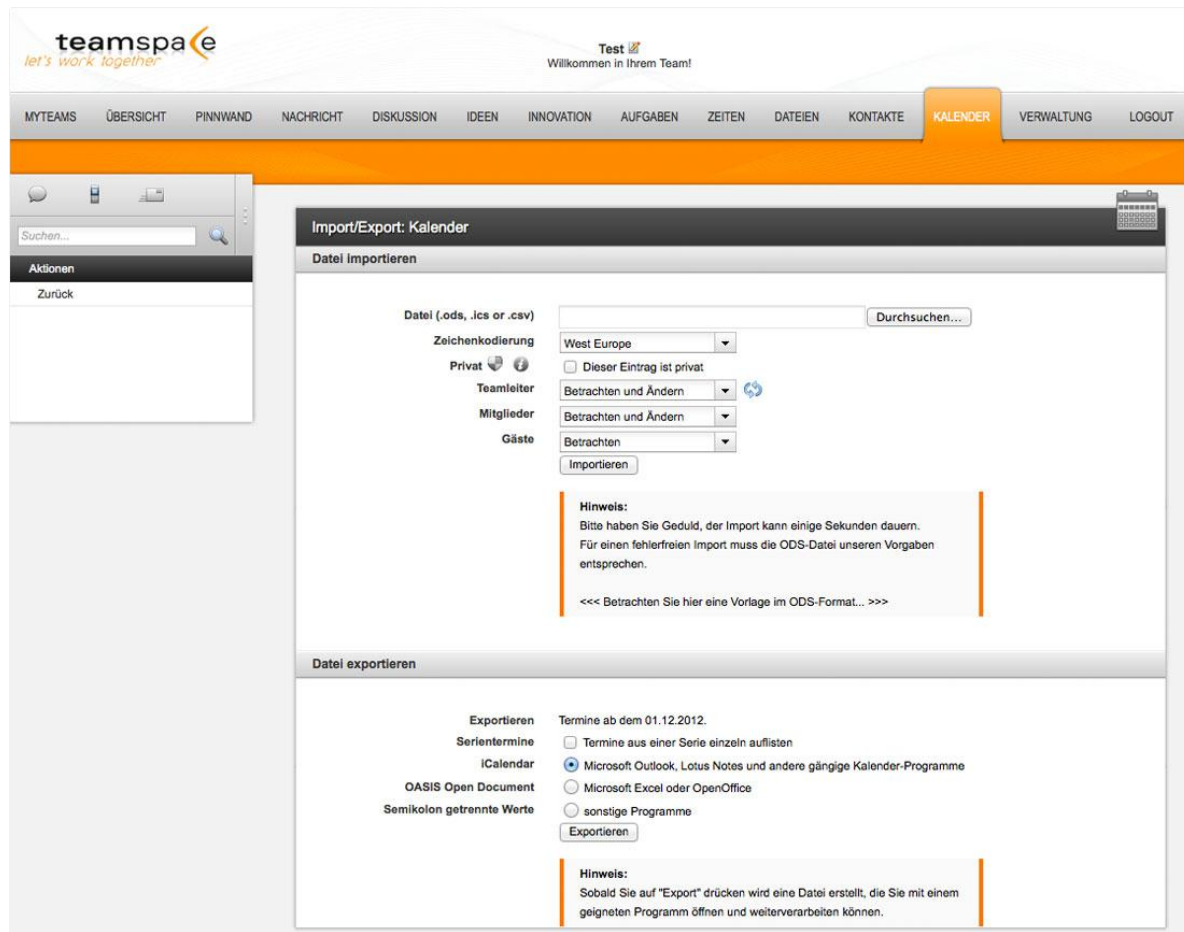 teamspace
let's work together
Test
Willkommen in Ihrem Team!
MYTEAMS ÜBERSICHT PINNWAND NACHRICHT DISKUSSION IDEEN INNOVATION AUFGABEN ZEITEN DATEIEN KONTAKTE KALENDER VERWALTUNG LOGOUT
Suchen...
Aktionen
Zurück
Import/Export: Kalender
Datei importieren
Datei (.ods, .ics or .csv) Durchsuchen...
Zeichenkodierung West Europe
Privat Dieser Eintrag ist privat
Teamleiter Betrachten und Ändern
Mitglieder Betrachten und Ändern
Gäste Betrachten
Importieren
Hinweis:
Bitte haben Sie Geduld, der Import kann einige Sekunden dauern.
Für einen fehlerfreien Import muss die ODS-Datei unseren Vorgaben
entsprechen.
<<< Betrachten Sie hier eine Vorlage im ODS-Format... >>>
Datei exportieren
Exportieren Termine ab dem 01.12.2012.
Serientermine Termine aus einer Serie einzeln auflisten
iCalendar Microsoft Outlook, Lotus Notes und andere gängige Kalender-Programme
OASIS Open Document Microsoft Excel oder OpenOffice
Semikolon getrennte Werte sonstige Programme
Exportieren
Hinweis:
Sobald Sie auf "Export" drücken wird eine Datei erstellt, die Sie mit einem
geigneten Programm öffnen und weiterverarbeiten können.